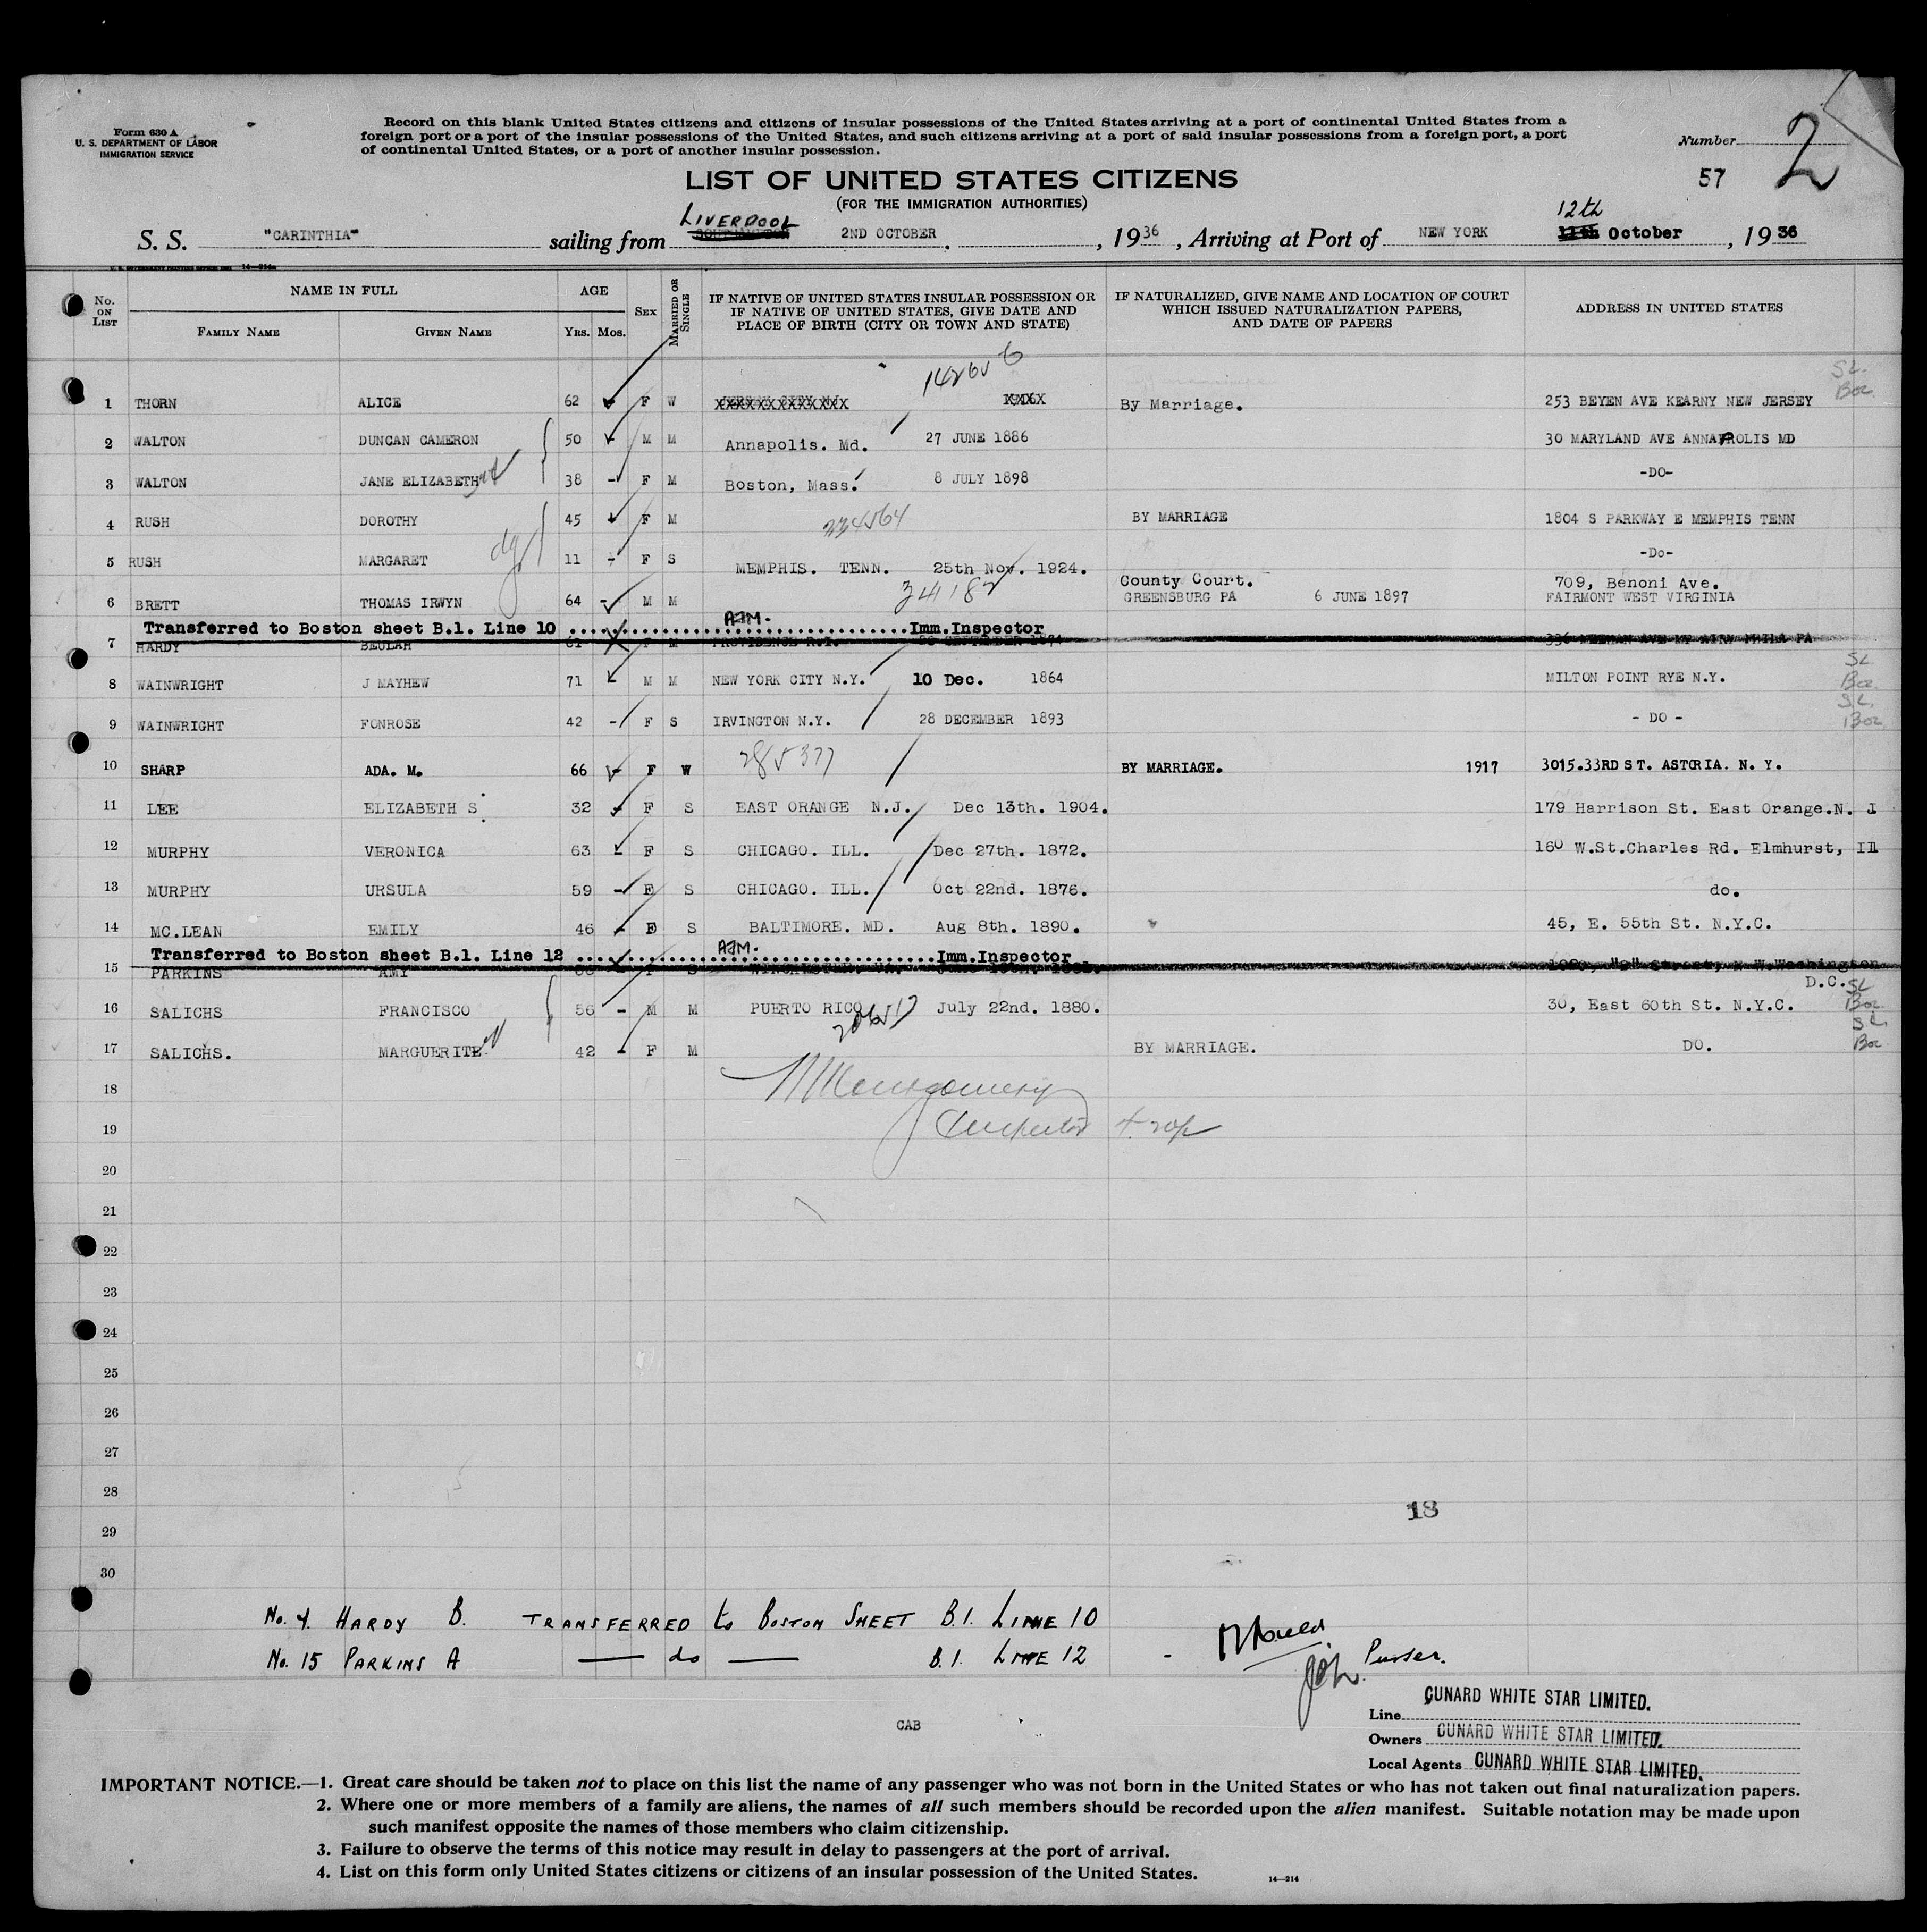 Form 630 A
U. S. DEPARTMENT OF LABOR
IMMIGRATION SERVICE
Record on this blank United States citizens and citizens of insular possessions of the United States arriving at a port of continental United States from a
foreign port or a port of the insular possessions of the United States, and such citizens arriving at a port of said insular possessions from a foreign port, a port
of continental United States, or a port of another insular possession.
Number 2
57
LIST OF UNITED STATES CITIZENS
(FOR THE IMMIGRATION AUTHORITIES)
LIVERPOOL 12th
S. S. "CARINTHIA" sailing from SOUTHAMPTON 2ND OCTOBER, 1936, Arriving at Port of NEW YORK 11th October, 1936
No. ON LIST NAME IN FULL FAMILY NAME GIVEN NAME AGE YRS. MOS. SEX MARRIED OR SINGLE IF NATIVE OF UNITED STATES INSULAR POSSESSION OR IF NATIVE OF UNITED STATES, GIVE DATE AND PLACE OF BIRTH (CITY OR TOWN AND STATE) IF NATURALIZED, GIVE NAME AND LOCATION OF COURT WHICH ISSUED NATURALIZATION PAPERS, AND DATE OF PAPERS ADDRESS IN UNITED STATES
1 THORN ALICE 62 - F W XXXXXXXXXXXXXX XXXX By Marriage. 253 BEYEN AVE KEARNY NEW JERSEY
2 WALTON DUNCAN CAMERON 50 - M M Annapolis. Md. 27 JUNE 1886 30 MARYLAND AVE ANNAPROLIS MD
3 WALTON JANE ELIZABETH 38 - F M Boston, Mass. 8 JULY 1898 -DO-
234564
4 RUSH DOROTHY 45 - F M BY MARRIAGE 1804 S PARKWAY E MEMPHIS TENN
5 RUSH MARGARET 11 - F S MEMPHIS. TENN. 25th Nov. 1924. -Do-
34182 County Court. 709, Benoni Ave.
6 BRETT THOMAS IRWYN 64 - M M GREENSBURG PA 6 JUNE 1897 FAIRMONT WEST VIRGINIA
Transferred to Boston sheet B.1. Line 10 AJM. Imm.Inspector
7 HARDY BEULAH 61 F M PROVIDENCE R.I.
8 WAINWRIGHT J MAYHEW 71 M M NEW YORK CITY N.Y. 10 Dec. 1864 MILTON POINT RYE N.Y.
9 WAINWRIGHT FONROSE 42 - F S IRVINGTON N.Y. 28 DECEMBER 1893 - DO -
285377
10 SHARP ADA. M. 66 - F W BY MARRIAGE. 1917 3015.33RD ST. ASTORIA. N. Y.
11 LEE ELIZABETH S. 32 - F S EAST ORANGE N.J. Dec 13th. 1904. 179 Harrison St. East Orange.N. J
12 MURPHY VERONICA 63 - F S CHICAGO. ILL. Dec 27th. 1872. 160 W.St.Charles Rd. Elmhurst, Ill
13 MURPHY URSULA 59 - F S CHICAGO. ILL. Oct 22nd. 1876. do.
14 MC.LEAN EMILY 46 - F S BALTIMORE. MD. Aug 8th. 1890. 45, E. 55th St. N.Y.C.
Transferred to Boston sheet B.1. Line 12 AJM. Imm.Inspector
15 PARKINS AMY F S N W.Washington
D.C.
16 SALICHS FRANCISCO 56 - M M PUERTO RICO July 22nd. 1880. 30, East 60th St. N.Y.C.
17 SALICHS. MARGUERITE 42 - F M BY MARRIAGE. DO.
18 Montgomery
19 Inspector
20
21
22
23
24
25
26
27
28
18
29
30
No. 7. HARDY B. TRANSFERRED to BOSTON SHEET B.1. LINE 10
No. 15 PARKINS A — do — B.1. LINE 12
Purser.
CAB
Line CUNARD WHITE STAR LIMITED.
Owners CUNARD WHITE STAR LIMITED.
Local Agents CUNARD WHITE STAR LIMITED.
IMPORTANT NOTICE.—1. Great care should be taken not to place on this list the name of any passenger who was not born in the United States or who has not taken out final naturalization papers.
2. Where one or more members of a family are aliens, the names of all such members should be recorded upon the alien manifest. Suitable notation may be made upon
such manifest opposite the names of those members who claim citizenship.
3. Failure to observe the terms of this notice may result in delay to passengers at the port of arrival.
4. List on this form only United States citizens or citizens of an insular possession of the United States.
14—214